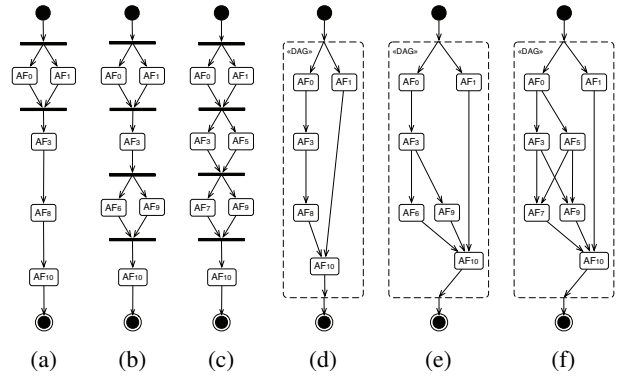 «DAG» «DAG» «DAG»
AF0 AF1 AF0 AF1 AF0 AF1 AF0 AF1 AF0 AF1 AF0 AF1
AF3 AF3 AF3 AF5 AF3 AF3 AF3 AF5
AF8 AF6 AF9 AF7 AF9 AF8 AF6 AF9 AF7 AF9
AF10 AF10 AF10 AF10 AF10 AF10
(a) (b) (c) (d) (e) (f)